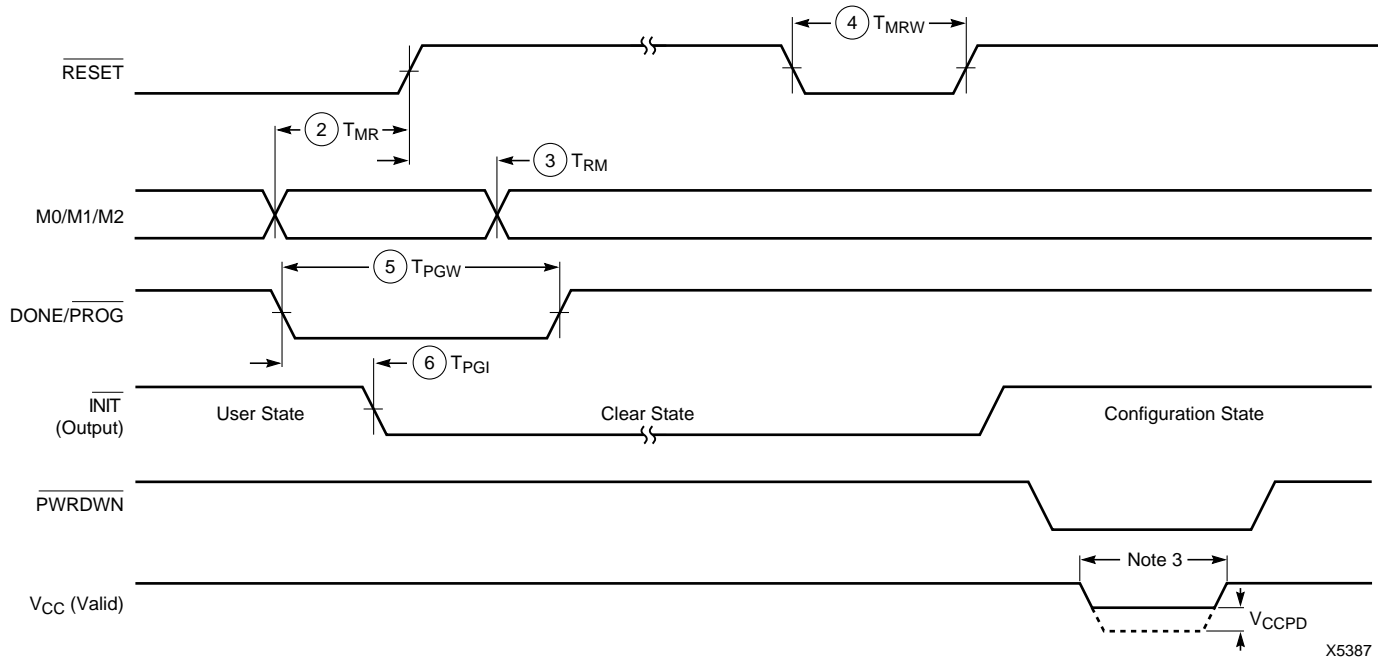 4 TMRW
RESET
2 TMR
3 TRM
M0/M1/M2
5 TPGW
DONE/PROG
6 TPGI
INIT
(Output)
User State
Clear State
Configuration State
PWRDWN
Note 3
VCC (Valid)
VCCPD
X5387